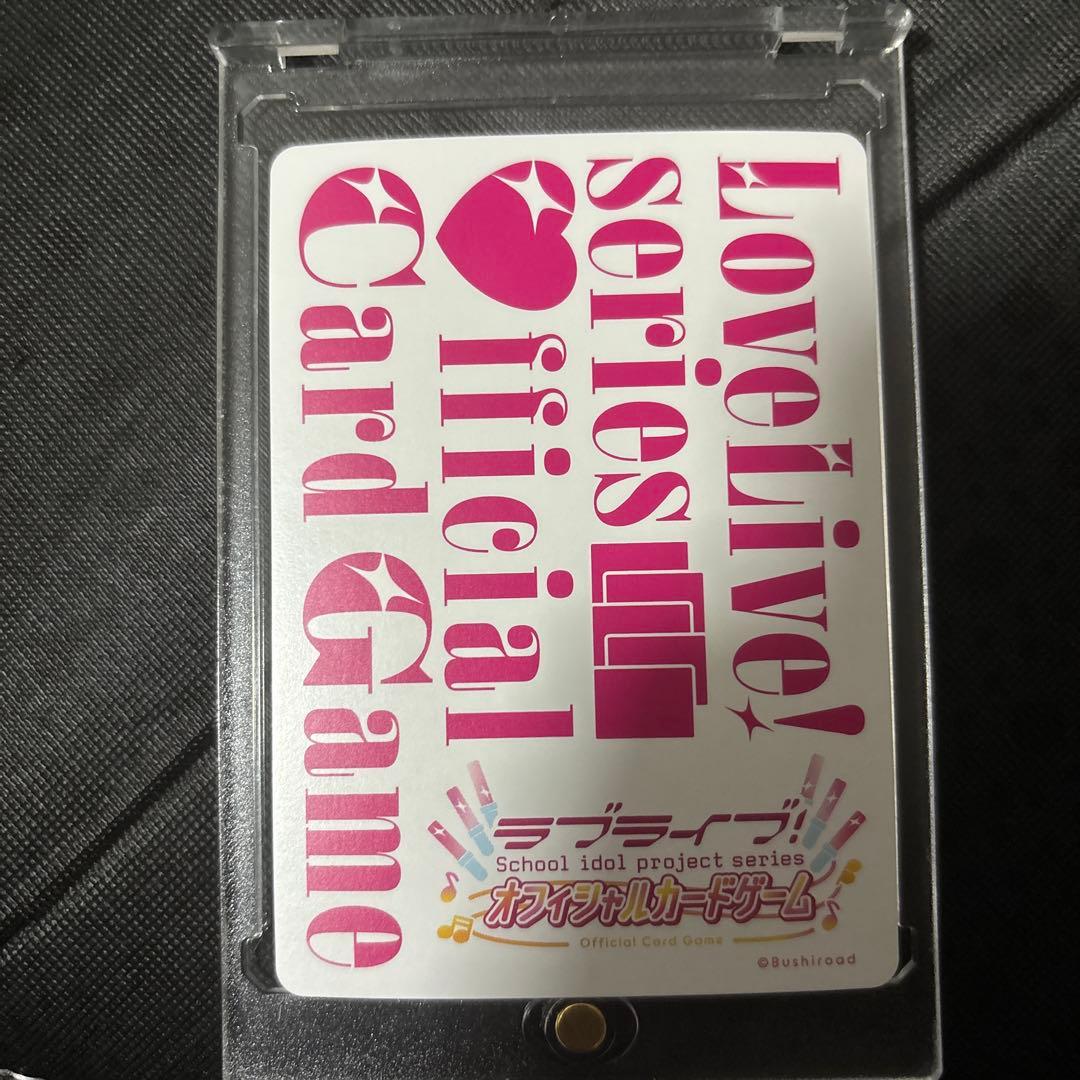 LoveLive!
series
Official
Card Game
ラブライブ!
School idol project series
オフィシャルカードゲーム
Official Card Game
©Bushiroad